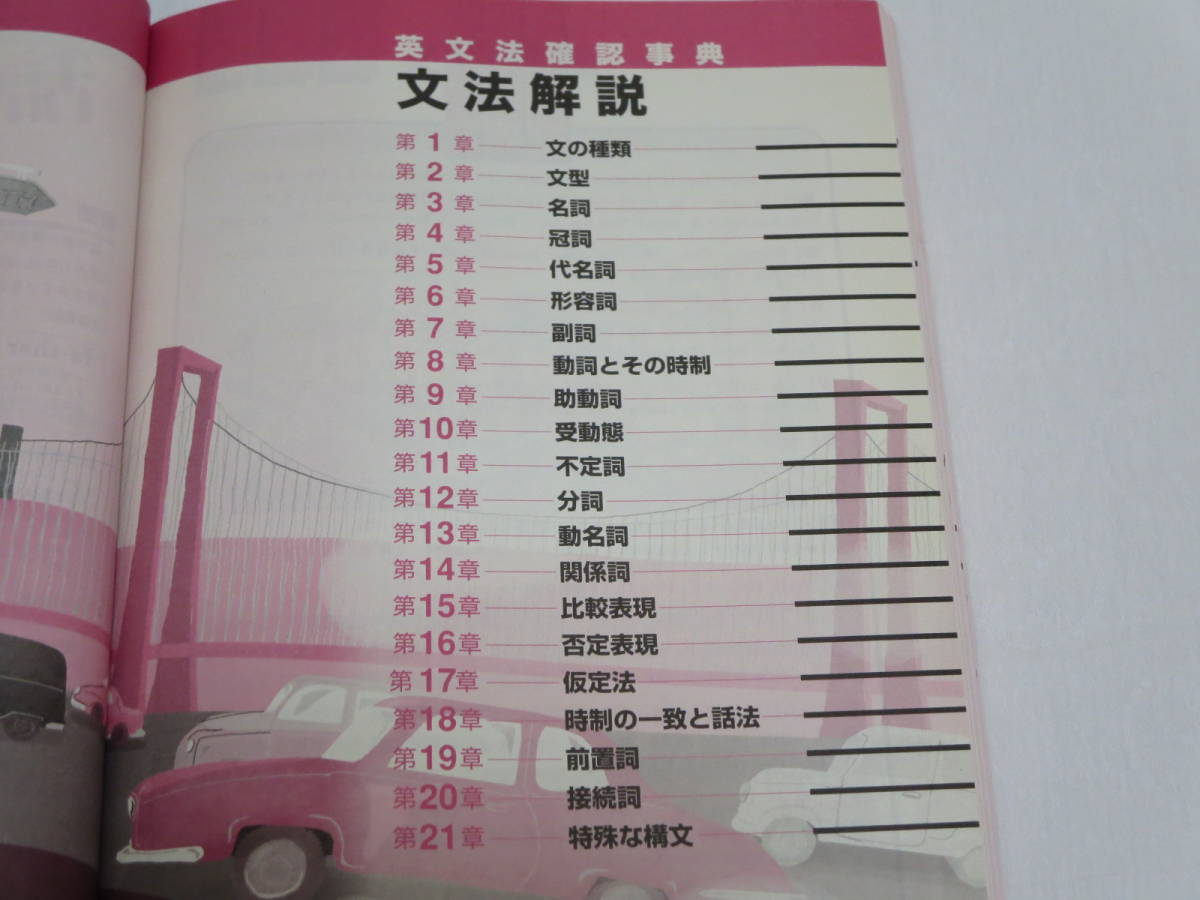 英文法確認事典
文法解説
第1章 文の種類
第2章 文型
第3章 名詞
第4章 冠詞
第5章 代名詞
第6章 形容詞
第7章 副詞
第8章 動詞とその時制
第9章 助動詞
第10章 受動態
第11章 不定詞
第12章 分詞
第13章 動名詞
第14章 関係詞
第15章 比較表現
第16章 否定表現
第17章 仮定法
第18章 時制の一致と話法
第19章 前置詞
第20章 接続詞
第21章 特殊な構文